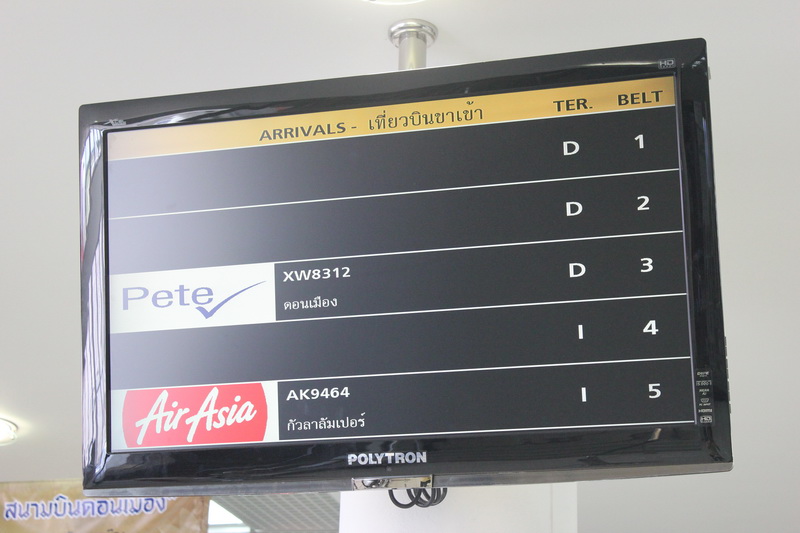 HD
ARRIVALS - เที่ยวบินขาเข้า TER. BELT
D 1
D 2
Pete XW8312 D 3
ดอนเมือง
I 4
AirAsia AK9464 I 5
กัวลาลัมเปอร์
POLYTRON
สนามบินดอนเมือง